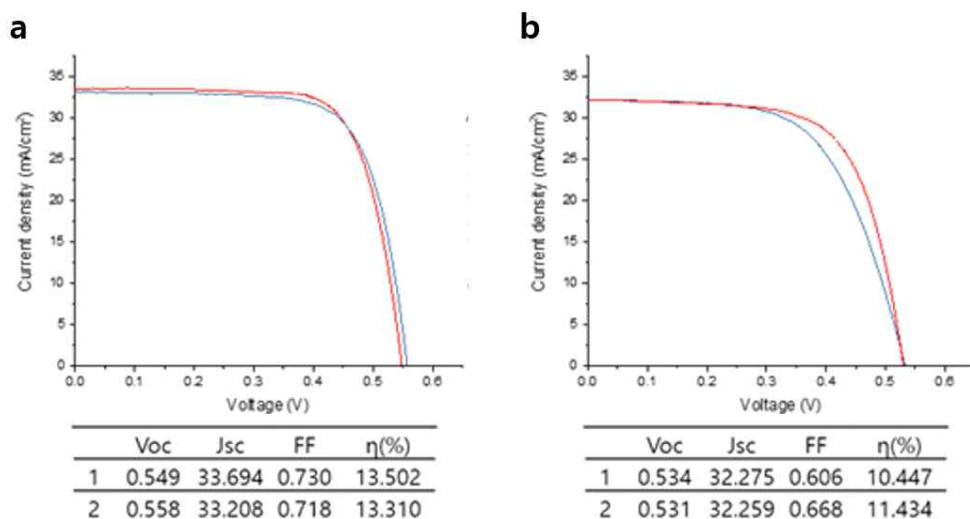 a
b
35
30
25
20
15
10
5
0
Current density (mA/cm²)
0.0 0.1 0.2 0.3 0.4 0.5 0.6
Voltage (V)
35
30
25
20
15
10
5
0
Current density (mA/cm²)
0.0 0.1 0.2 0.3 0.4 0.5 0.6
Voltage (V)
Voc Jsc FF η(%)
1 0.549 33.694 0.730 13.502
2 0.558 33.208 0.718 13.310
Voc Jsc FF η(%)
1 0.534 32.275 0.606 10.447
2 0.531 32.259 0.668 11.434